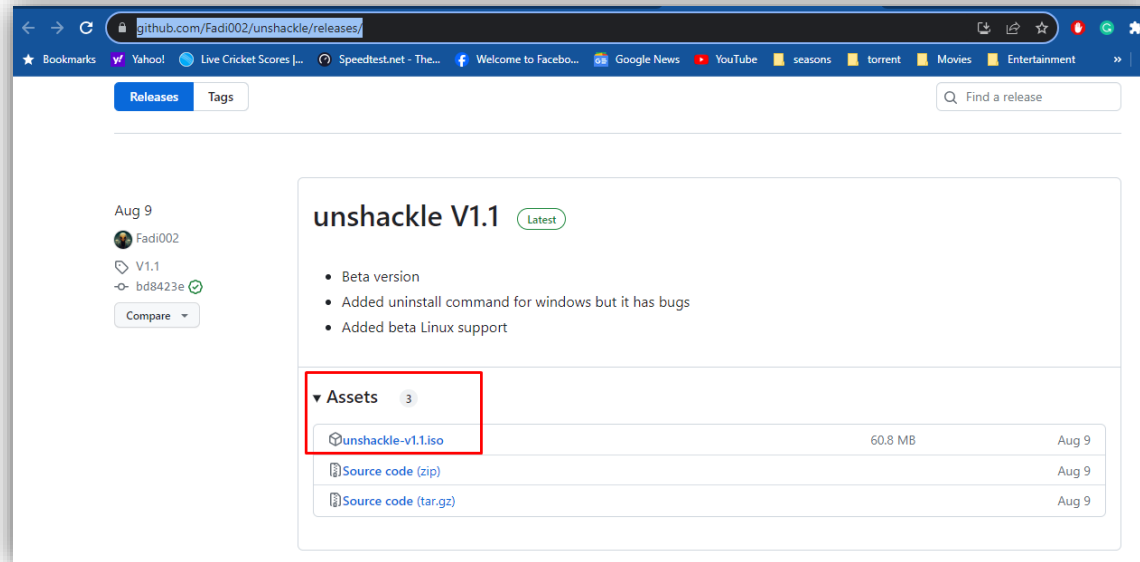 github.com/Fadi002/unshackle/releases/
Bookmarks Yahoo! Live Cricket Scores |... Speedtest.net - The... Welcome to Facebo... Google News YouTube seasons torrent Movies Entertainment »
Releases Tags Find a release
Aug 9
Fadi002
V1.1
bd8423e
Compare
unshackle V1.1 Latest
• Beta version
• Added uninstall command for windows but it has bugs
• Added beta Linux support
Assets 3
unshackle-v1.1.iso 60.8 MB Aug 9
Source code (zip) Aug 9
Source code (tar.gz) Aug 9